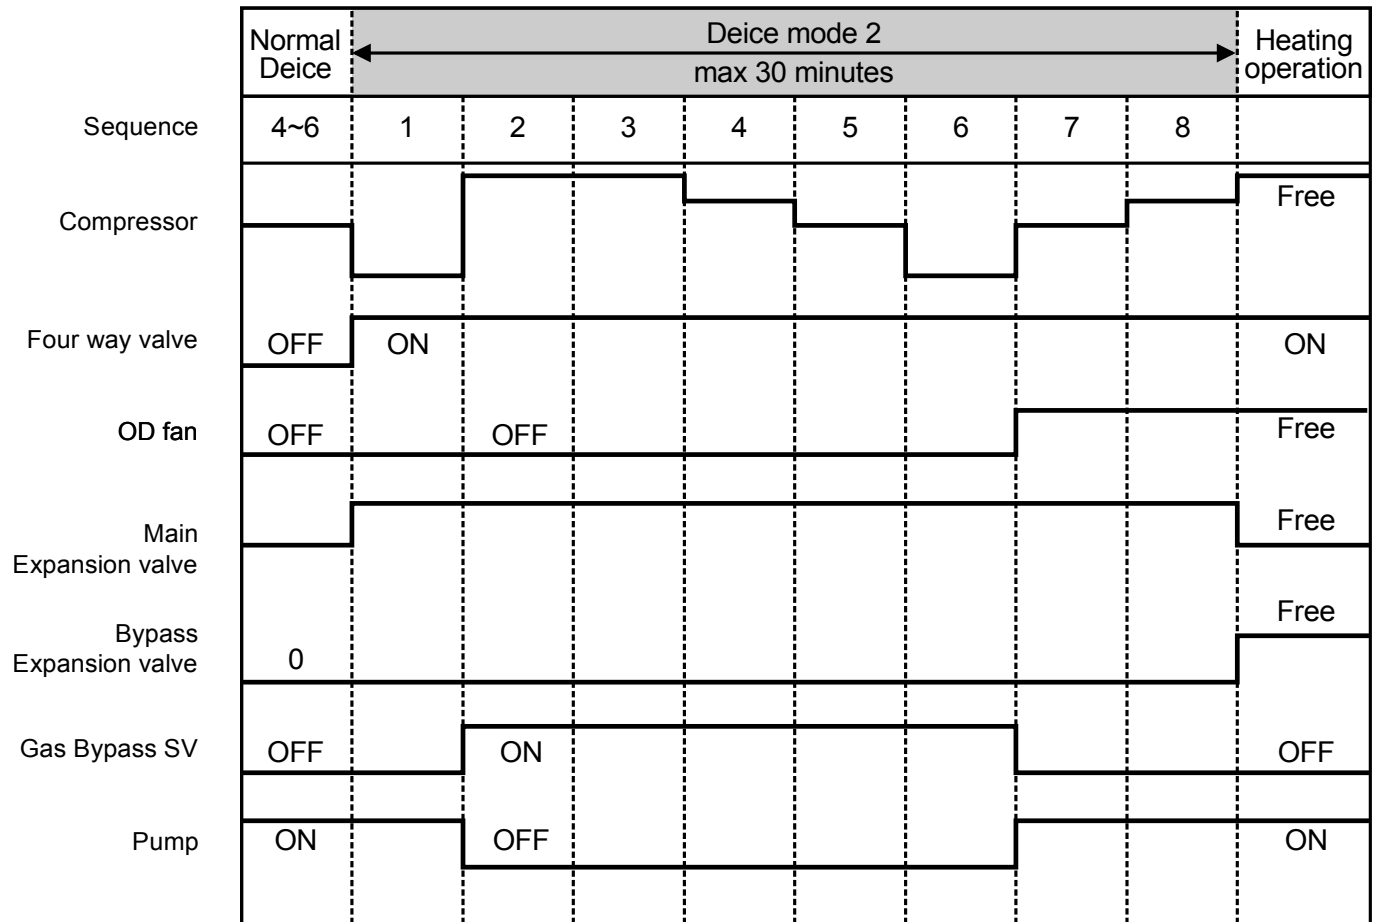 Normal
Deice
Deice mode 2
max 30 minutes
Heating
operation
Sequence 4~6 1 2 3 4 5 6 7 8
Compressor Free
Four way valve OFF ON ON
OD fan OFF OFF Free
Main
Expansion valve
Free
Bypass
Expansion valve
0
Free
Gas Bypass SV OFF ON OFF
Pump ON OFF ON